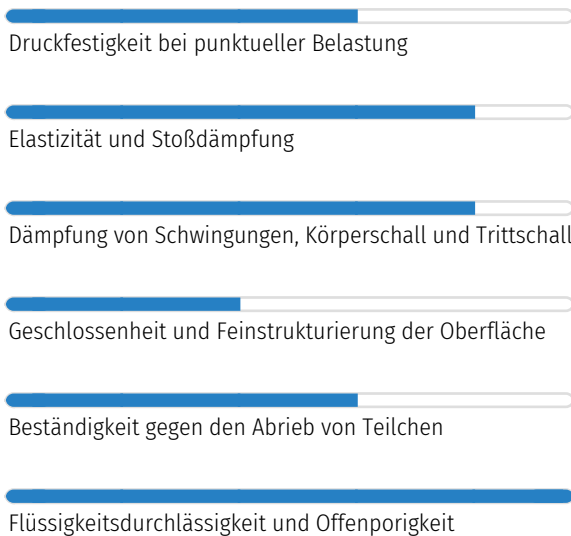 Druckfestigkeit bei punktueller Belastung
Elastizität und Stoßdämpfung
Dämpfung von Schwingungen, Körperschall und Trittschall
Geschlossenheit und Feinstrukturierung der Oberfläche
Beständigkeit gegen den Abrieb von Teilchen
Flüssigkeitsdurchlässigkeit und Offenporigkeit